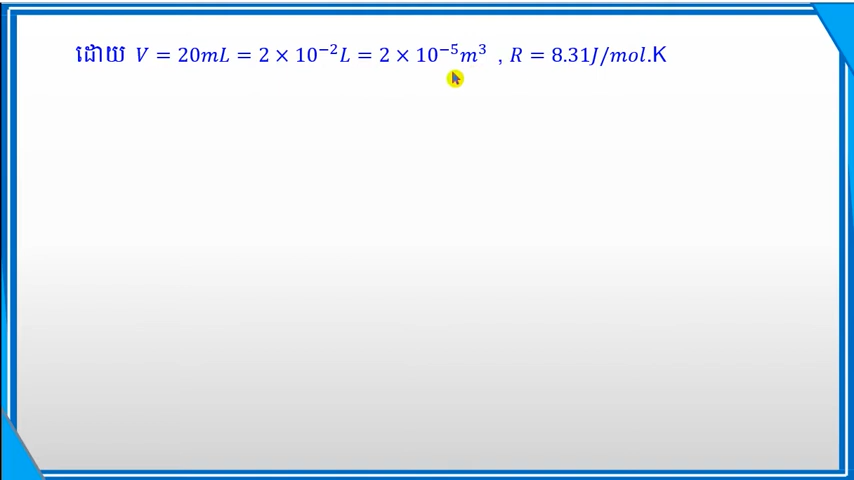 ដោយ V = 20mL = 2 × 10⁻²L = 2 × 10⁻⁵m³ , R = 8.31J/mol.K